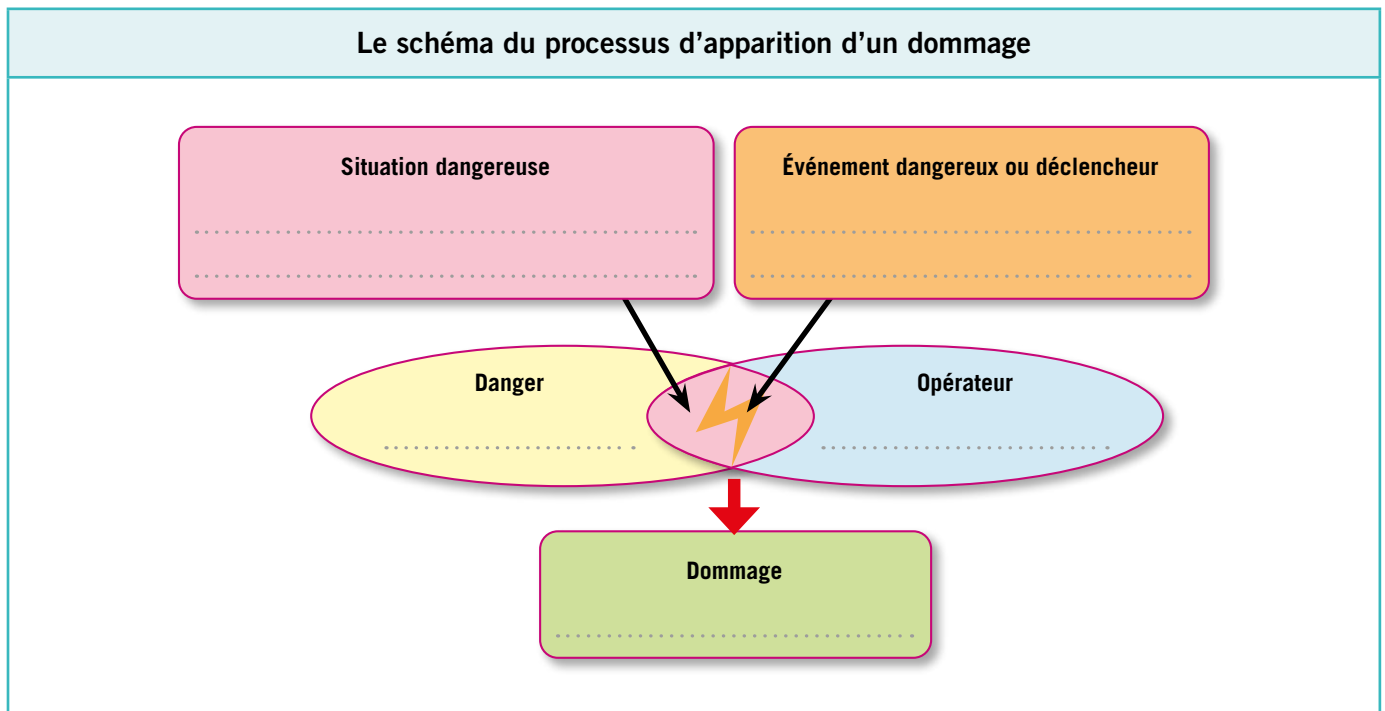 Le schéma du processus d'apparition d'un dommage
Situation dangereuse
Événement dangereux ou déclencheur
Danger
Opérateur
Dommage